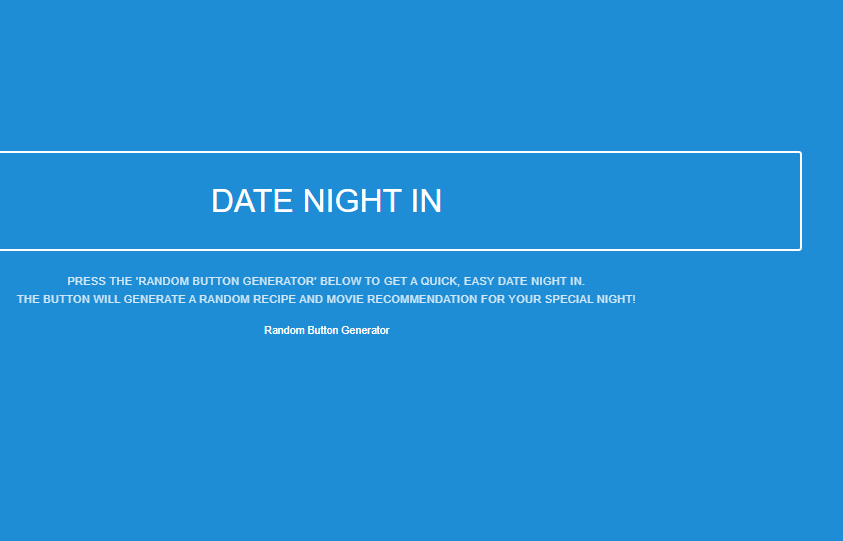 DATE NIGHT IN
PRESS THE 'RANDOM BUTTON GENERATOR' BELOW TO GET A QUICK, EASY DATE NIGHT IN.
THE BUTTON WILL GENERATE A RANDOM RECIPE AND MOVIE RECOMMENDATION FOR YOUR SPECIAL NIGHT!
Random Button Generator